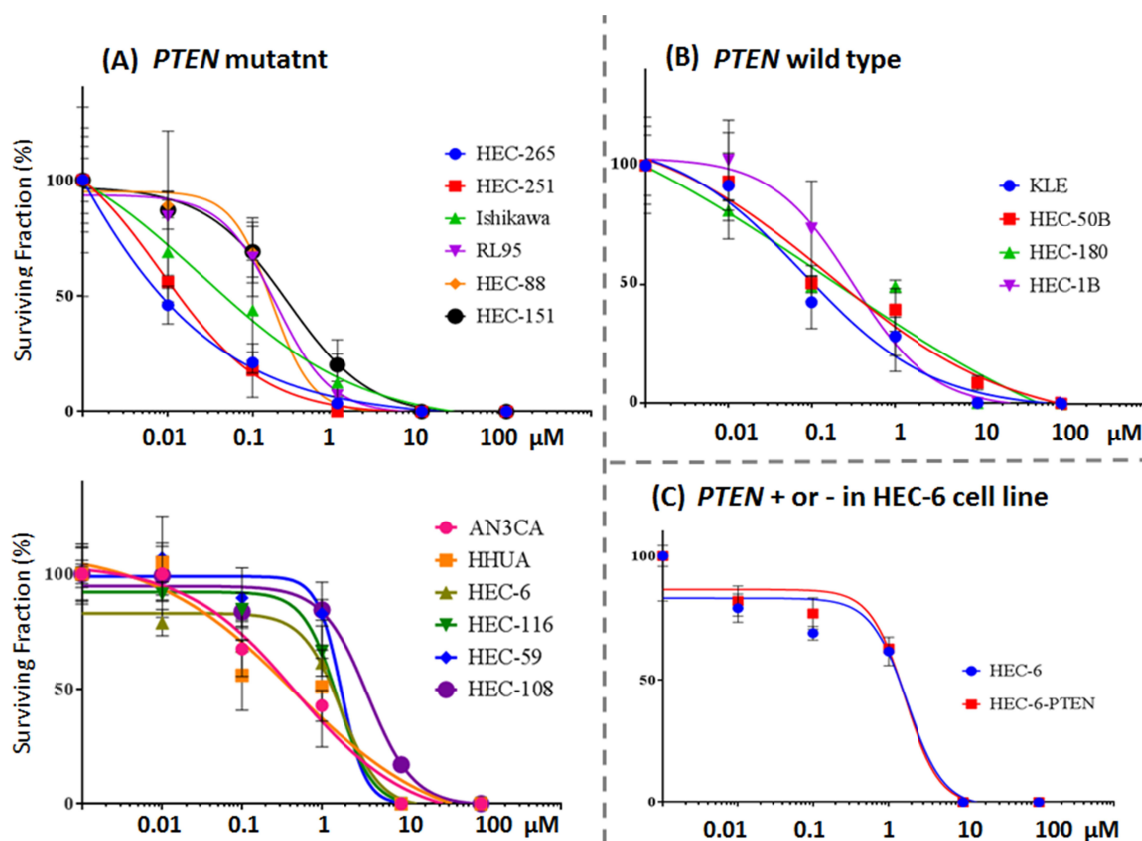 (A) PTEN mutatnt
Surviving Fraction (%)
100
50
0
0.01 0.1 1 10 100 µM
HEC-265
HEC-251
Ishikawa
RL95
HEC-88
HEC-151
Surviving Fraction (%)
100
50
0
0.01 0.1 1 10 100 µM
AN3CA
HHUA
HEC-6
HEC-116
HEC-59
HEC-108
(B) PTEN wild type
100
50
0
0.01 0.1 1 10 100 µM
KLE
HEC-50B
HEC-180
HEC-1B
(C) PTEN + or - in HEC-6 cell line
100
50
0
0.01 0.1 1 10 100 µM
HEC-6
HEC-6-PTEN